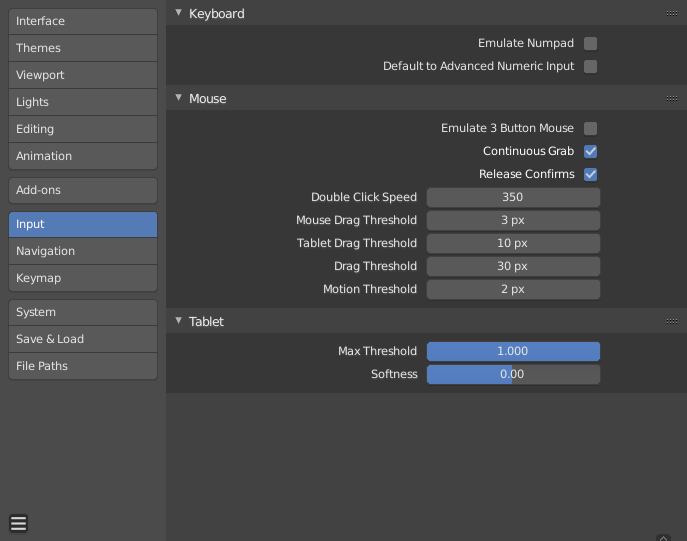 Interface
Themes
Viewport
Lights
Editing
Animation
Add-ons
Input
Navigation
Keymap
System
Save & Load
File Paths
Keyboard
Emulate Numpad
Default to Advanced Numeric Input
Mouse
Emulate 3 Button Mouse
Continuous Grab
Release Confirms
Double Click Speed 350
Mouse Drag Threshold 3 px
Tablet Drag Threshold 10 px
Drag Threshold 30 px
Motion Threshold 2 px
Tablet
Max Threshold 1.000
Softness 0.00